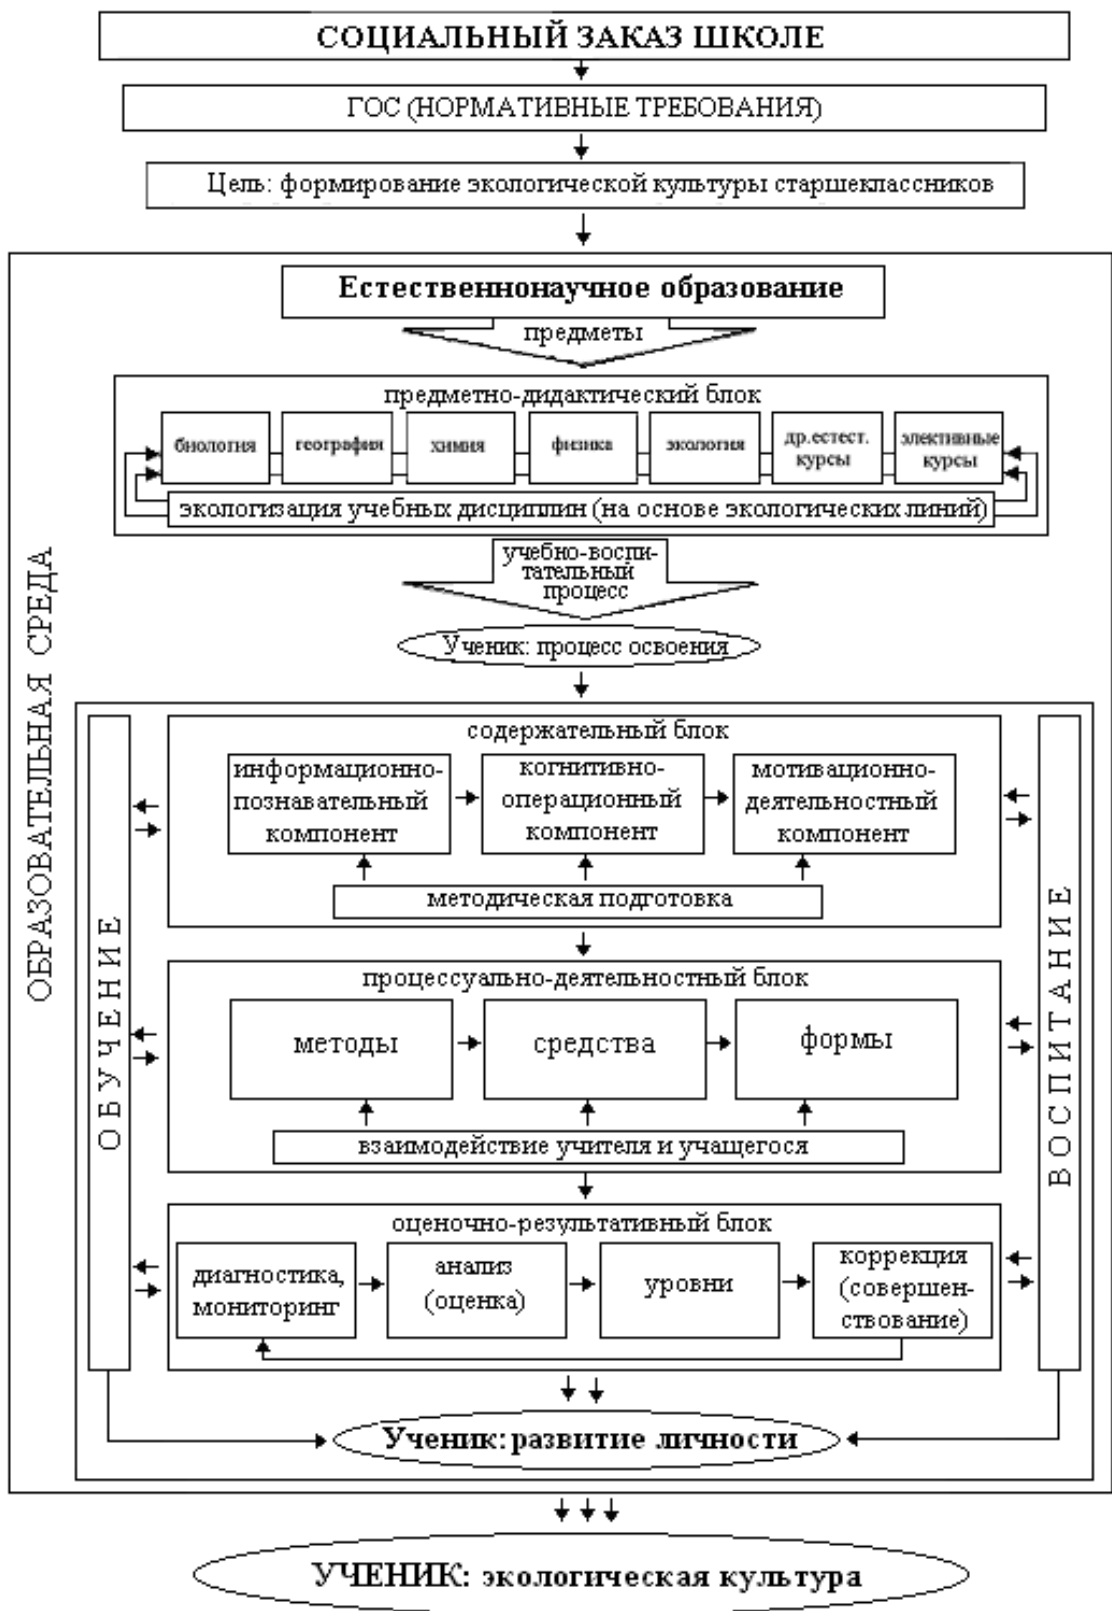 СОЦИАЛЬНЫЙ ЗАКАЗ ШКОЛЕ
ГОС (НОРМАТИВНЫЕ ТРЕБОВАНИЯ)
Цель: формирование экологической культуры старшеклассников
ОБРАЗОВАТЕЛЬНАЯ СРЕДА
Естественнонаучное образование
предметы
предметно-дидактический блок
биология
география
химия
физика
экология
др.естест.
курсы
элективные
курсы
экологизация учебных дисциплин (на основе экологических линий)
учебно-воспи-
тательный
процесс
Ученик: процесс освоения
ОБУЧЕНИЕ
содержательный блок
информационно-
познавательный
компонент
когнитивно-
операционный
компонент
мотивационно-
деятельностный
компонент
методическая подготовка
процессуально-деятельностный блок
методы
средства
формы
взаимодействие учителя и учащегося
оценочно-результативный блок
диагностика,
мониторинг
анализ
(оценка)
уровни
коррекция
(совершен-
ствование)
ВОСПИТАНИЕ
Ученик: развитие личности
УЧЕНИК: экологическая культура